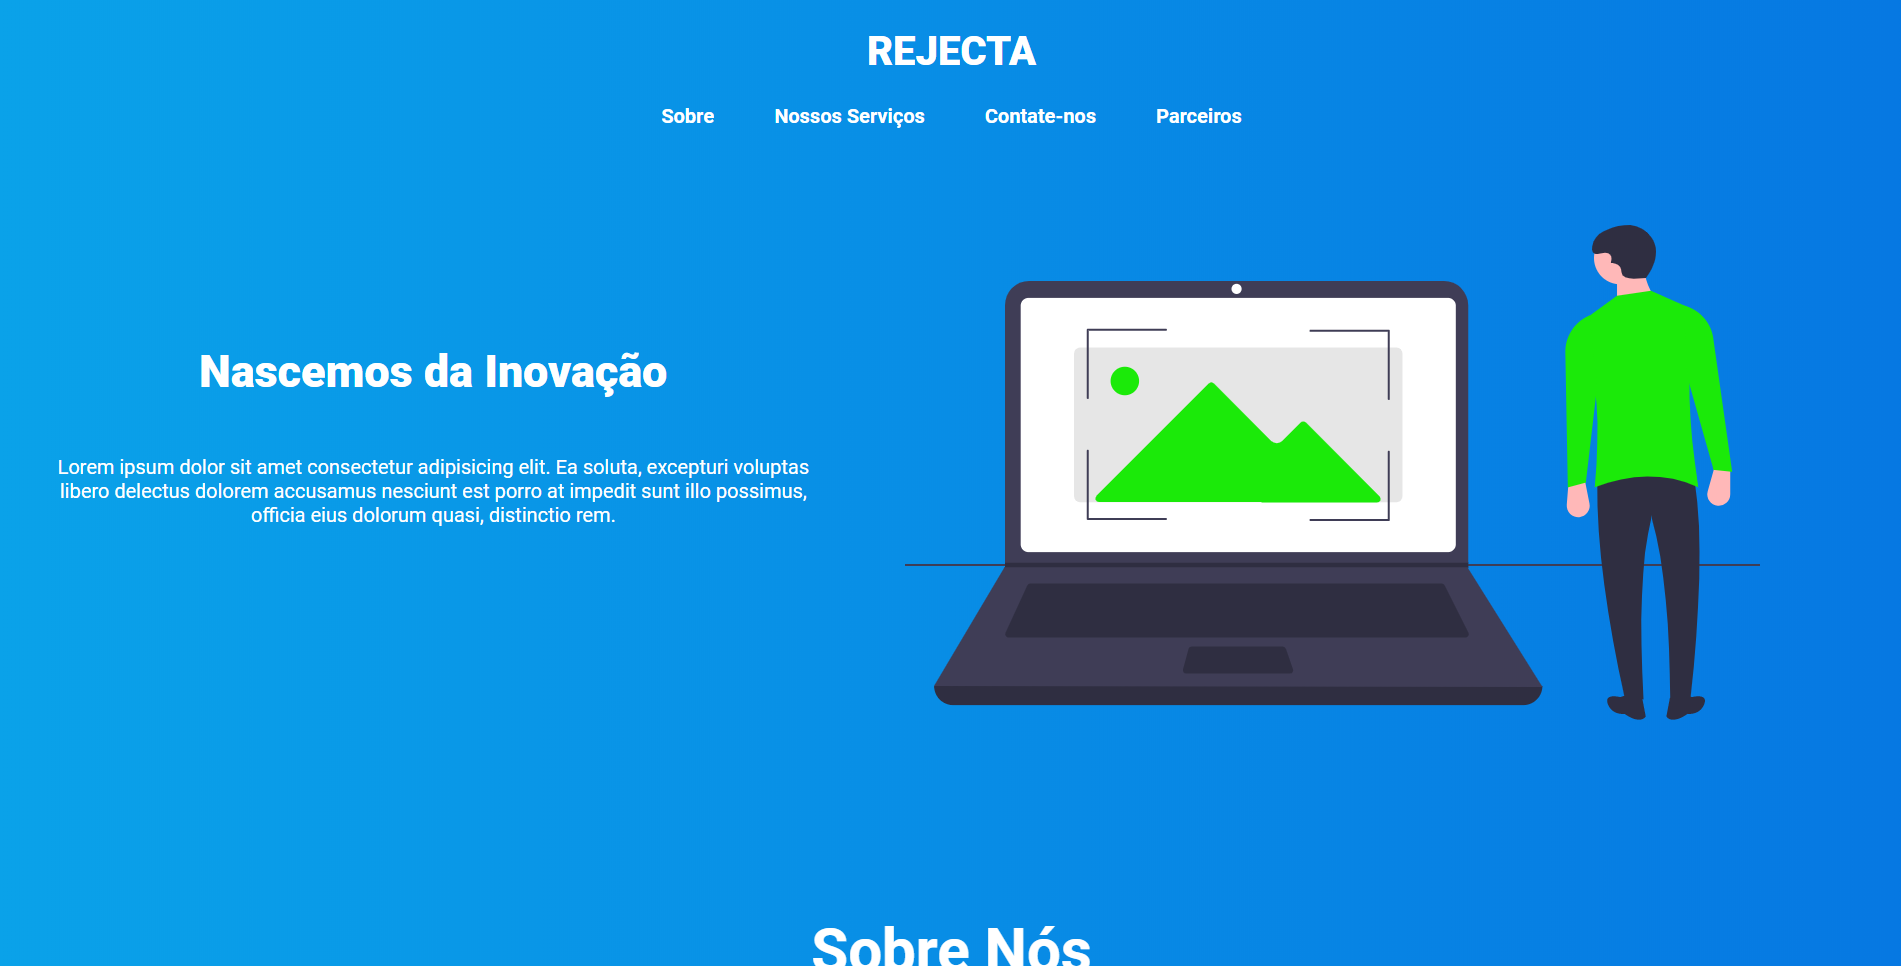 REJECTA
Sobre Nossos Serviços Contate-nos Parceiros
Nascemos da Inovação
Lorem ipsum dolor sit amet consectetur adipisicing elit. Ea soluta, excepturi voluptas
libero delectus dolorem accusamus nesciunt est porro at impedit sunt illo possimus,
officia eius dolorum quasi, distinctio rem.
Sobre Nós